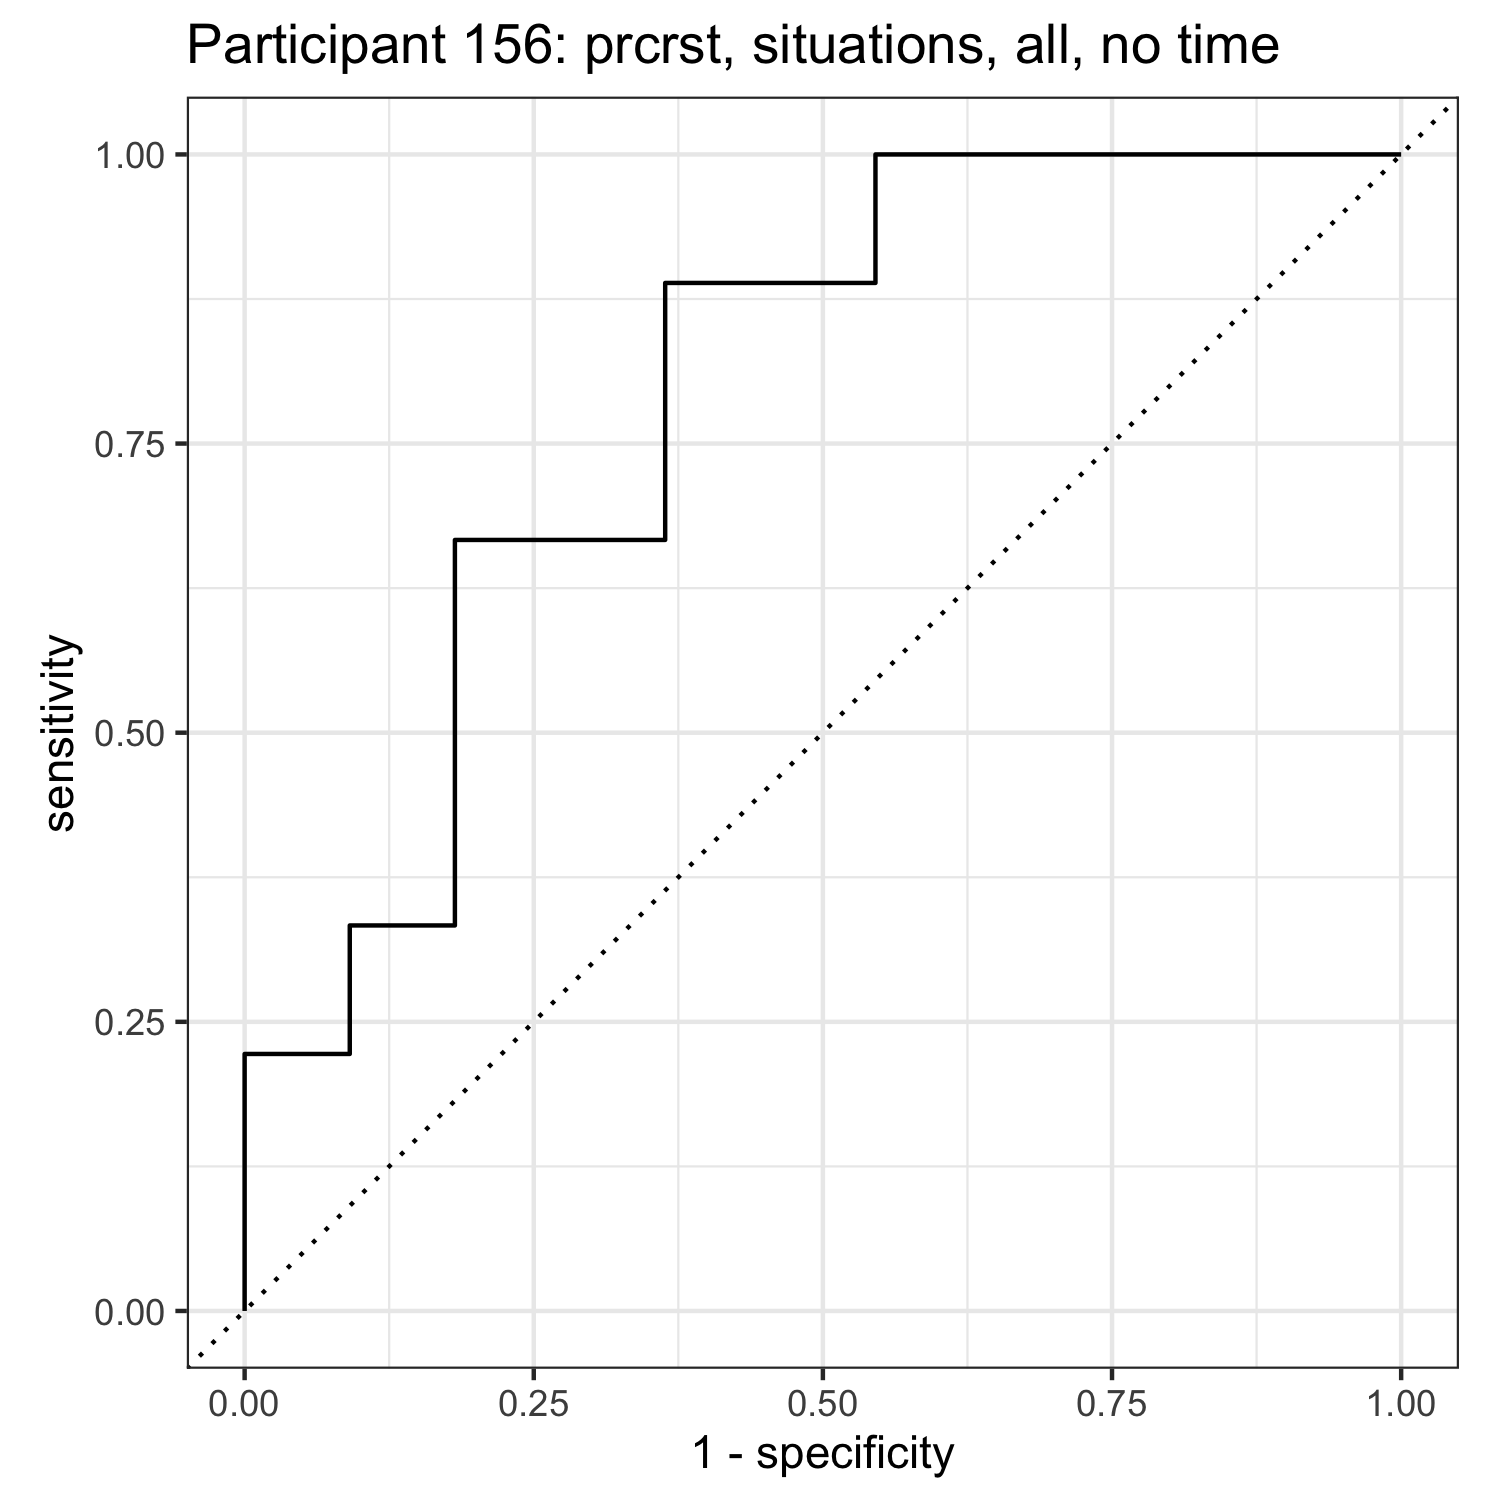 Participant 156: prcrst, situations, all, no time
1.00
0.75
0.50
0.25
0.00
sensitivity
0.00 0.25 0.50 0.75 1.00
1 - specificity